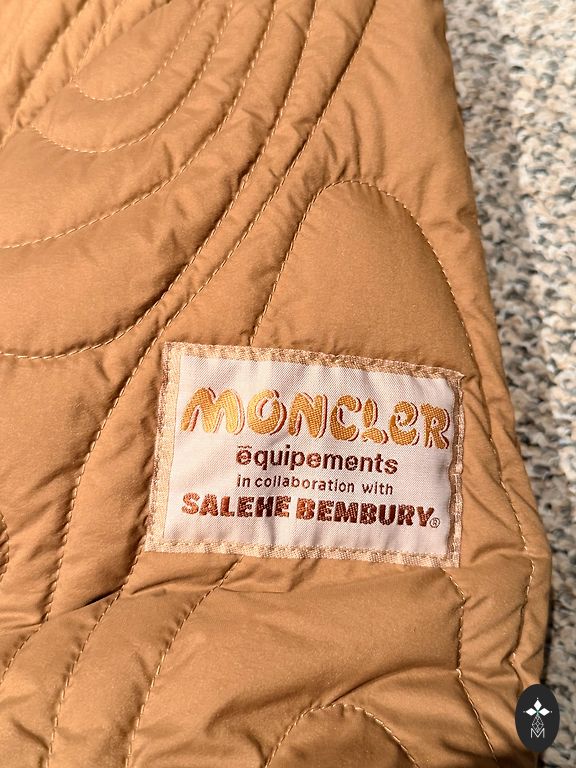 MONCLER
ēquipements
in collaboration with
SALEHE BEMBURY®
M